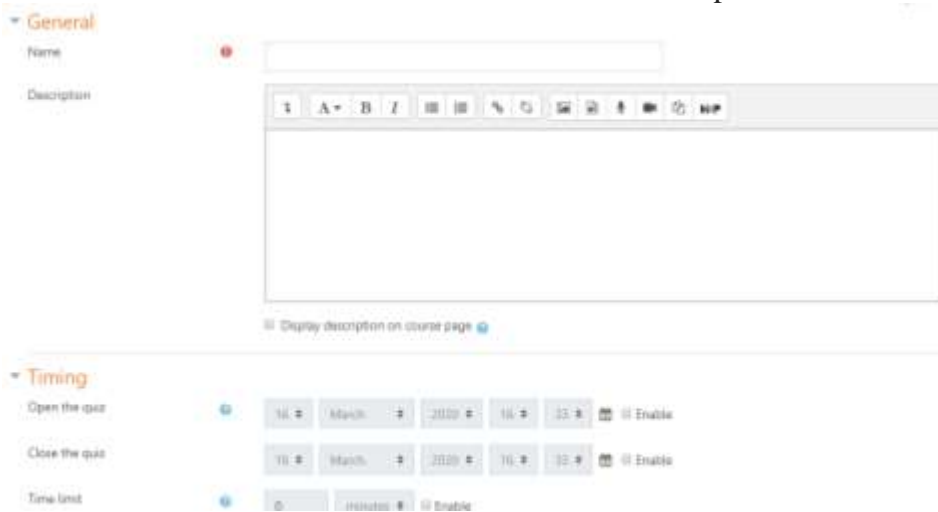 General
Name
Description
A B I H-P
Display description on course page
Timing
Open the quiz 16 March 2020 16 33 Enable
Close the quiz 16 March 2020 16 33 Enable
Time limit 0 minutes Enable